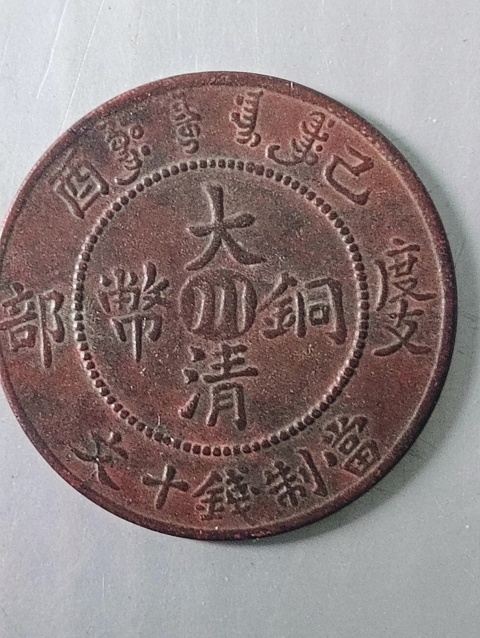 己酉
大清
銅幣
川
度支部
當制錢十文